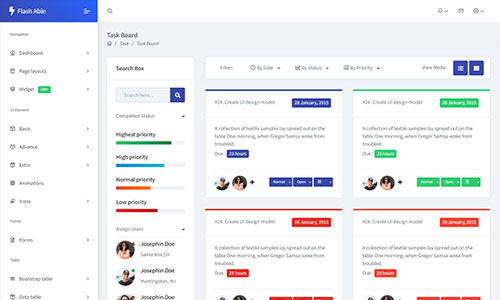 Flash Able
Navigation
Dashboard
Page layouts
Widget
UI Element
Basic
Advance
Extra
Animations
Icons
Forms
Forms
Table
Bootstrap table
Data table
Task Board
/ Task / Task Board
Search Box
Search here...
Completed Status
Highest priority
High priority
Normal priority
Low priority
Assign Users
Josephin Doe
Santa Ana,CA
Josephin Doe
Huntingdon, NJ
Josephin Doe
Filter:
By Date
By Status
By Priority
View Mode:
#24. Create UI design model
28 January, 2015
A collection of textile samples lay spread out on
the table One morning, when Gregor Samsa woke from
troubled.
Due : 23 hours
Normal
Open
#24. Create UI design model
28 January, 2015
A collection of textile samples lay spread out on
the table One morning, when Gregor Samsa woke from
troubled.
Due : 23 hours
Normal
Open
#24. Create UI design model
28 January, 2015
A collection of textile samples lay spread out on
the table One morning, when Gregor Samsa woke from
troubled.
Due : 23 hours
#24. Create UI design model
28 January, 2015
A collection of textile samples lay spread out on
the table One morning, when Gregor Samsa woke from
troubled.
Due : 23 hours